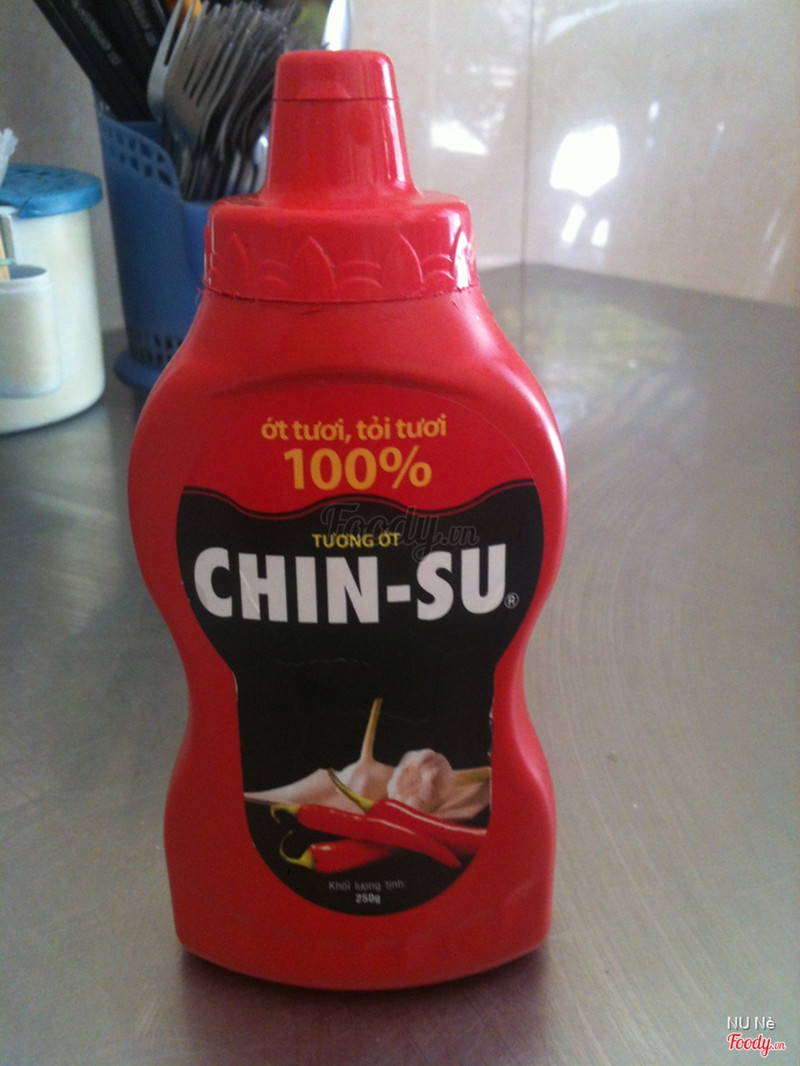 ớt tươi, tỏi tươi
100%
Foody.vn
TƯƠNG ỚT
CHIN-SU®
Khối lượng tịnh:
250g
NU Nè
Foody.vn